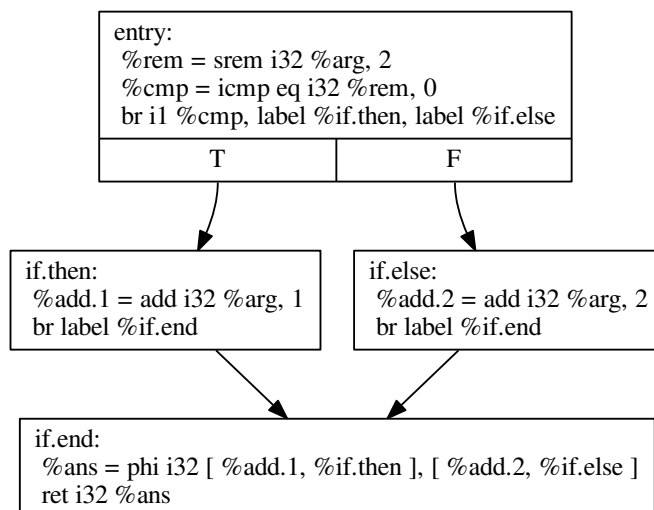 entry:
%rem = srem i32 %arg, 2
%cmp = icmp eq i32 %rem, 0
br i1 %cmp, label %if.then, label %if.else
T
F
if.then:
%add.1 = add i32 %arg, 1
br label %if.end
if.else:
%add.2 = add i32 %arg, 2
br label %if.end
if.end:
%ans = phi i32 [ %add.1, %if.then ], [ %add.2, %if.else ]
ret i32 %ans